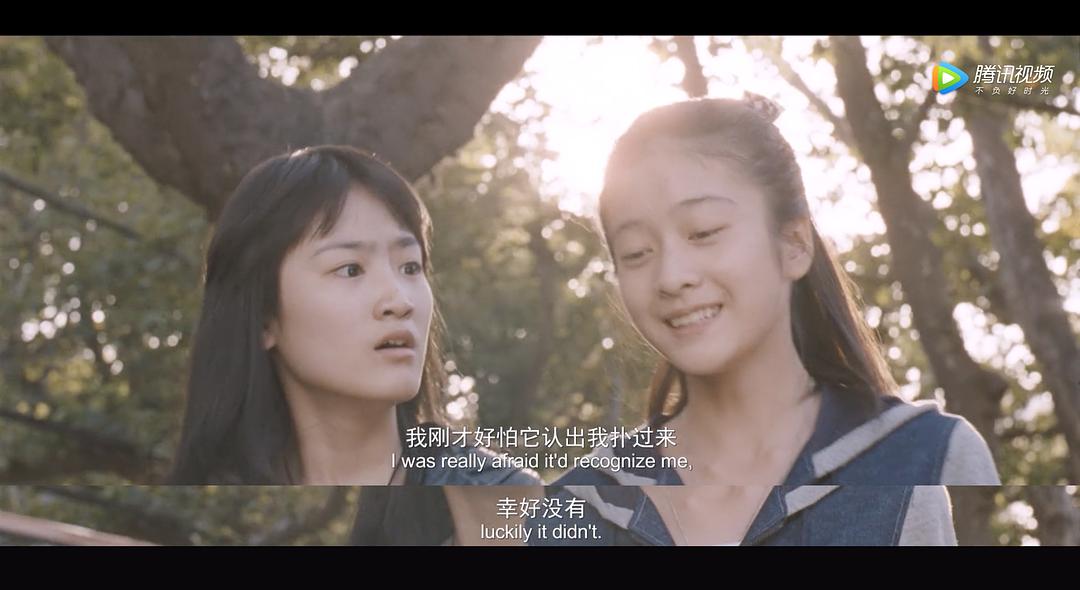 腾讯视频
不负好时光
我刚才好怕它认出我扑过来
I was really afraid it'd recognize me,
幸好没有
luckily it didn't.